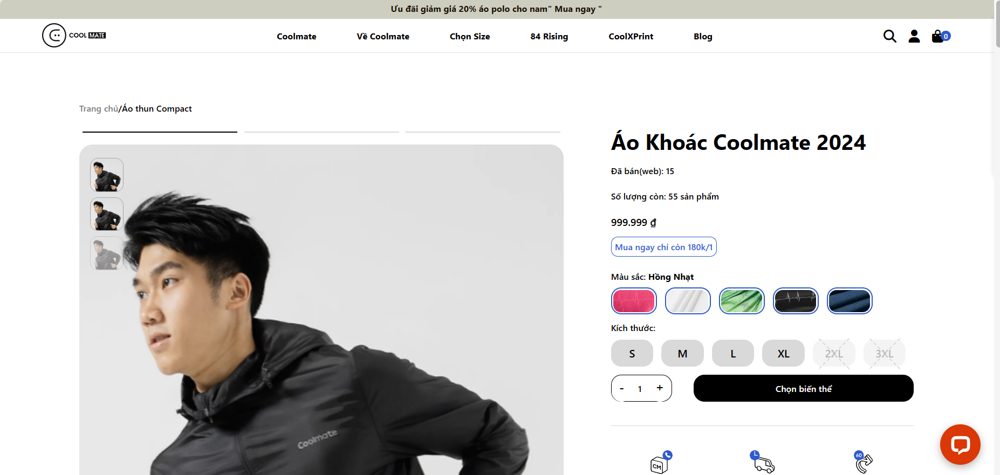 Ưu đãi giảm giá 20% áo polo cho nam" Mua ngay "
COOL MATE
Coolmate
Về Coolmate
Chọn Size
84 Rising
CoolXPrint
Blog
0
Trang chủ/Áo thun Compact
Áo Khoác Coolmate 2024
Đã bán(web): 15
Số lượng còn: 55 sản phẩm
999.999 ₫
Mua ngay chỉ còn 180k/1
Màu sắc: Hồng Nhạt
Kích thước:
S M L XL 2XL 3XL
- 1 +
Chọn biến thể
Coolmate
CM
60